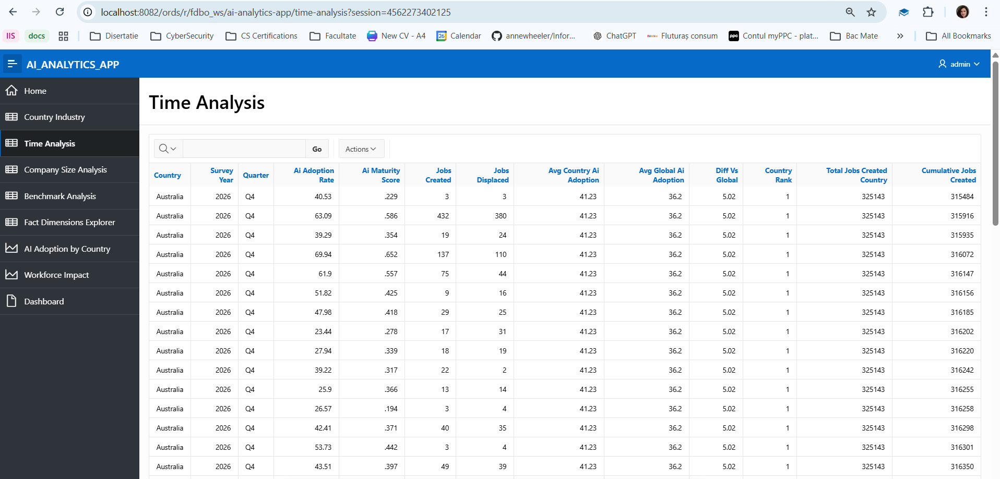 localhost:8082/ords/r/fdbo_ws/ai-analytics-app/time-analysis?session=4562273402125
IIS docs Disertatie CyberSecurity CS Certifications Facultate New CV - A4 26 Calendar annewheeler/Infor... ChatGPT Fluturaș consum ppc Contul myPPC - plat... Bac Mate » All Bookmarks
AI_ANALYTICS_APP admin
Home
Country Industry
Time Analysis
Company Size Analysis
Benchmark Analysis
Fact Dimensions Explorer
AI Adoption by Country
Workforce Impact
Dashboard
Time Analysis
Go Actions
Country Survey Year Quarter Ai Adoption Rate Ai Maturity Score Jobs Created Jobs Displaced Avg Country Ai Adoption Avg Global Ai Adoption Diff Vs Global Country Rank Total Jobs Created Country Cumulative Jobs Created
Australia 2026 Q4 40.53 .229 3 3 41.23 36.2 5.02 1 325143 315484
Australia 2026 Q4 63.09 .586 432 380 41.23 36.2 5.02 1 325143 315916
Australia 2026 Q4 39.29 .354 19 24 41.23 36.2 5.02 1 325143 315935
Australia 2026 Q4 69.94 .652 137 110 41.23 36.2 5.02 1 325143 316072
Australia 2026 Q4 61.9 .557 75 44 41.23 36.2 5.02 1 325143 316147
Australia 2026 Q4 51.82 .425 9 16 41.23 36.2 5.02 1 325143 316156
Australia 2026 Q4 47.98 .418 29 25 41.23 36.2 5.02 1 325143 316185
Australia 2026 Q4 23.44 .278 17 31 41.23 36.2 5.02 1 325143 316202
Australia 2026 Q4 27.94 .339 18 19 41.23 36.2 5.02 1 325143 316220
Australia 2026 Q4 39.22 .317 22 2 41.23 36.2 5.02 1 325143 316242
Australia 2026 Q4 25.9 .366 13 14 41.23 36.2 5.02 1 325143 316255
Australia 2026 Q4 26.57 .194 3 4 41.23 36.2 5.02 1 325143 316258
Australia 2026 Q4 42.41 .371 40 35 41.23 36.2 5.02 1 325143 316298
Australia 2026 Q4 53.73 .442 3 4 41.23 36.2 5.02 1 325143 316301
Australia 2026 Q4 43.51 .397 49 39 41.23 36.2 5.02 1 325143 316350